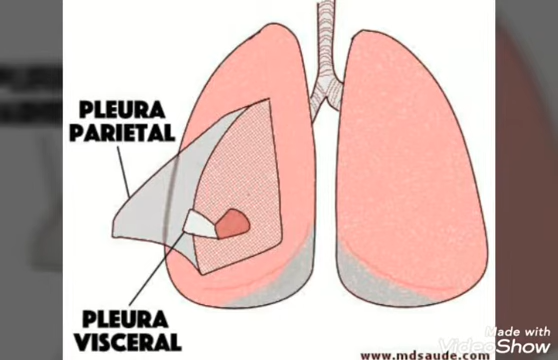 PLEURA
PARIETAL
PLEURA
VISCERAL
www.mdsaude.com
Made with
VideoShow